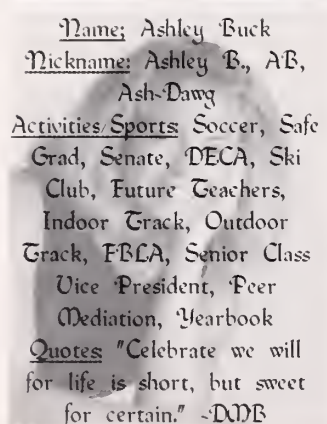 Name: Ashley Buck
Nickname: Ashley B., AB,
Ash-Dawg
Activities/Sports: Soccer, Safe
Grad, Senate, DECA, Ski
Club, Future Teachers,
Indoor Track, Outdoor
Track, FBLA, Senior Class
Vice President, Peer
Mediation, Yearbook
Quotes: "Celebrate we will
for life is short, but sweet
for certain." -DMB